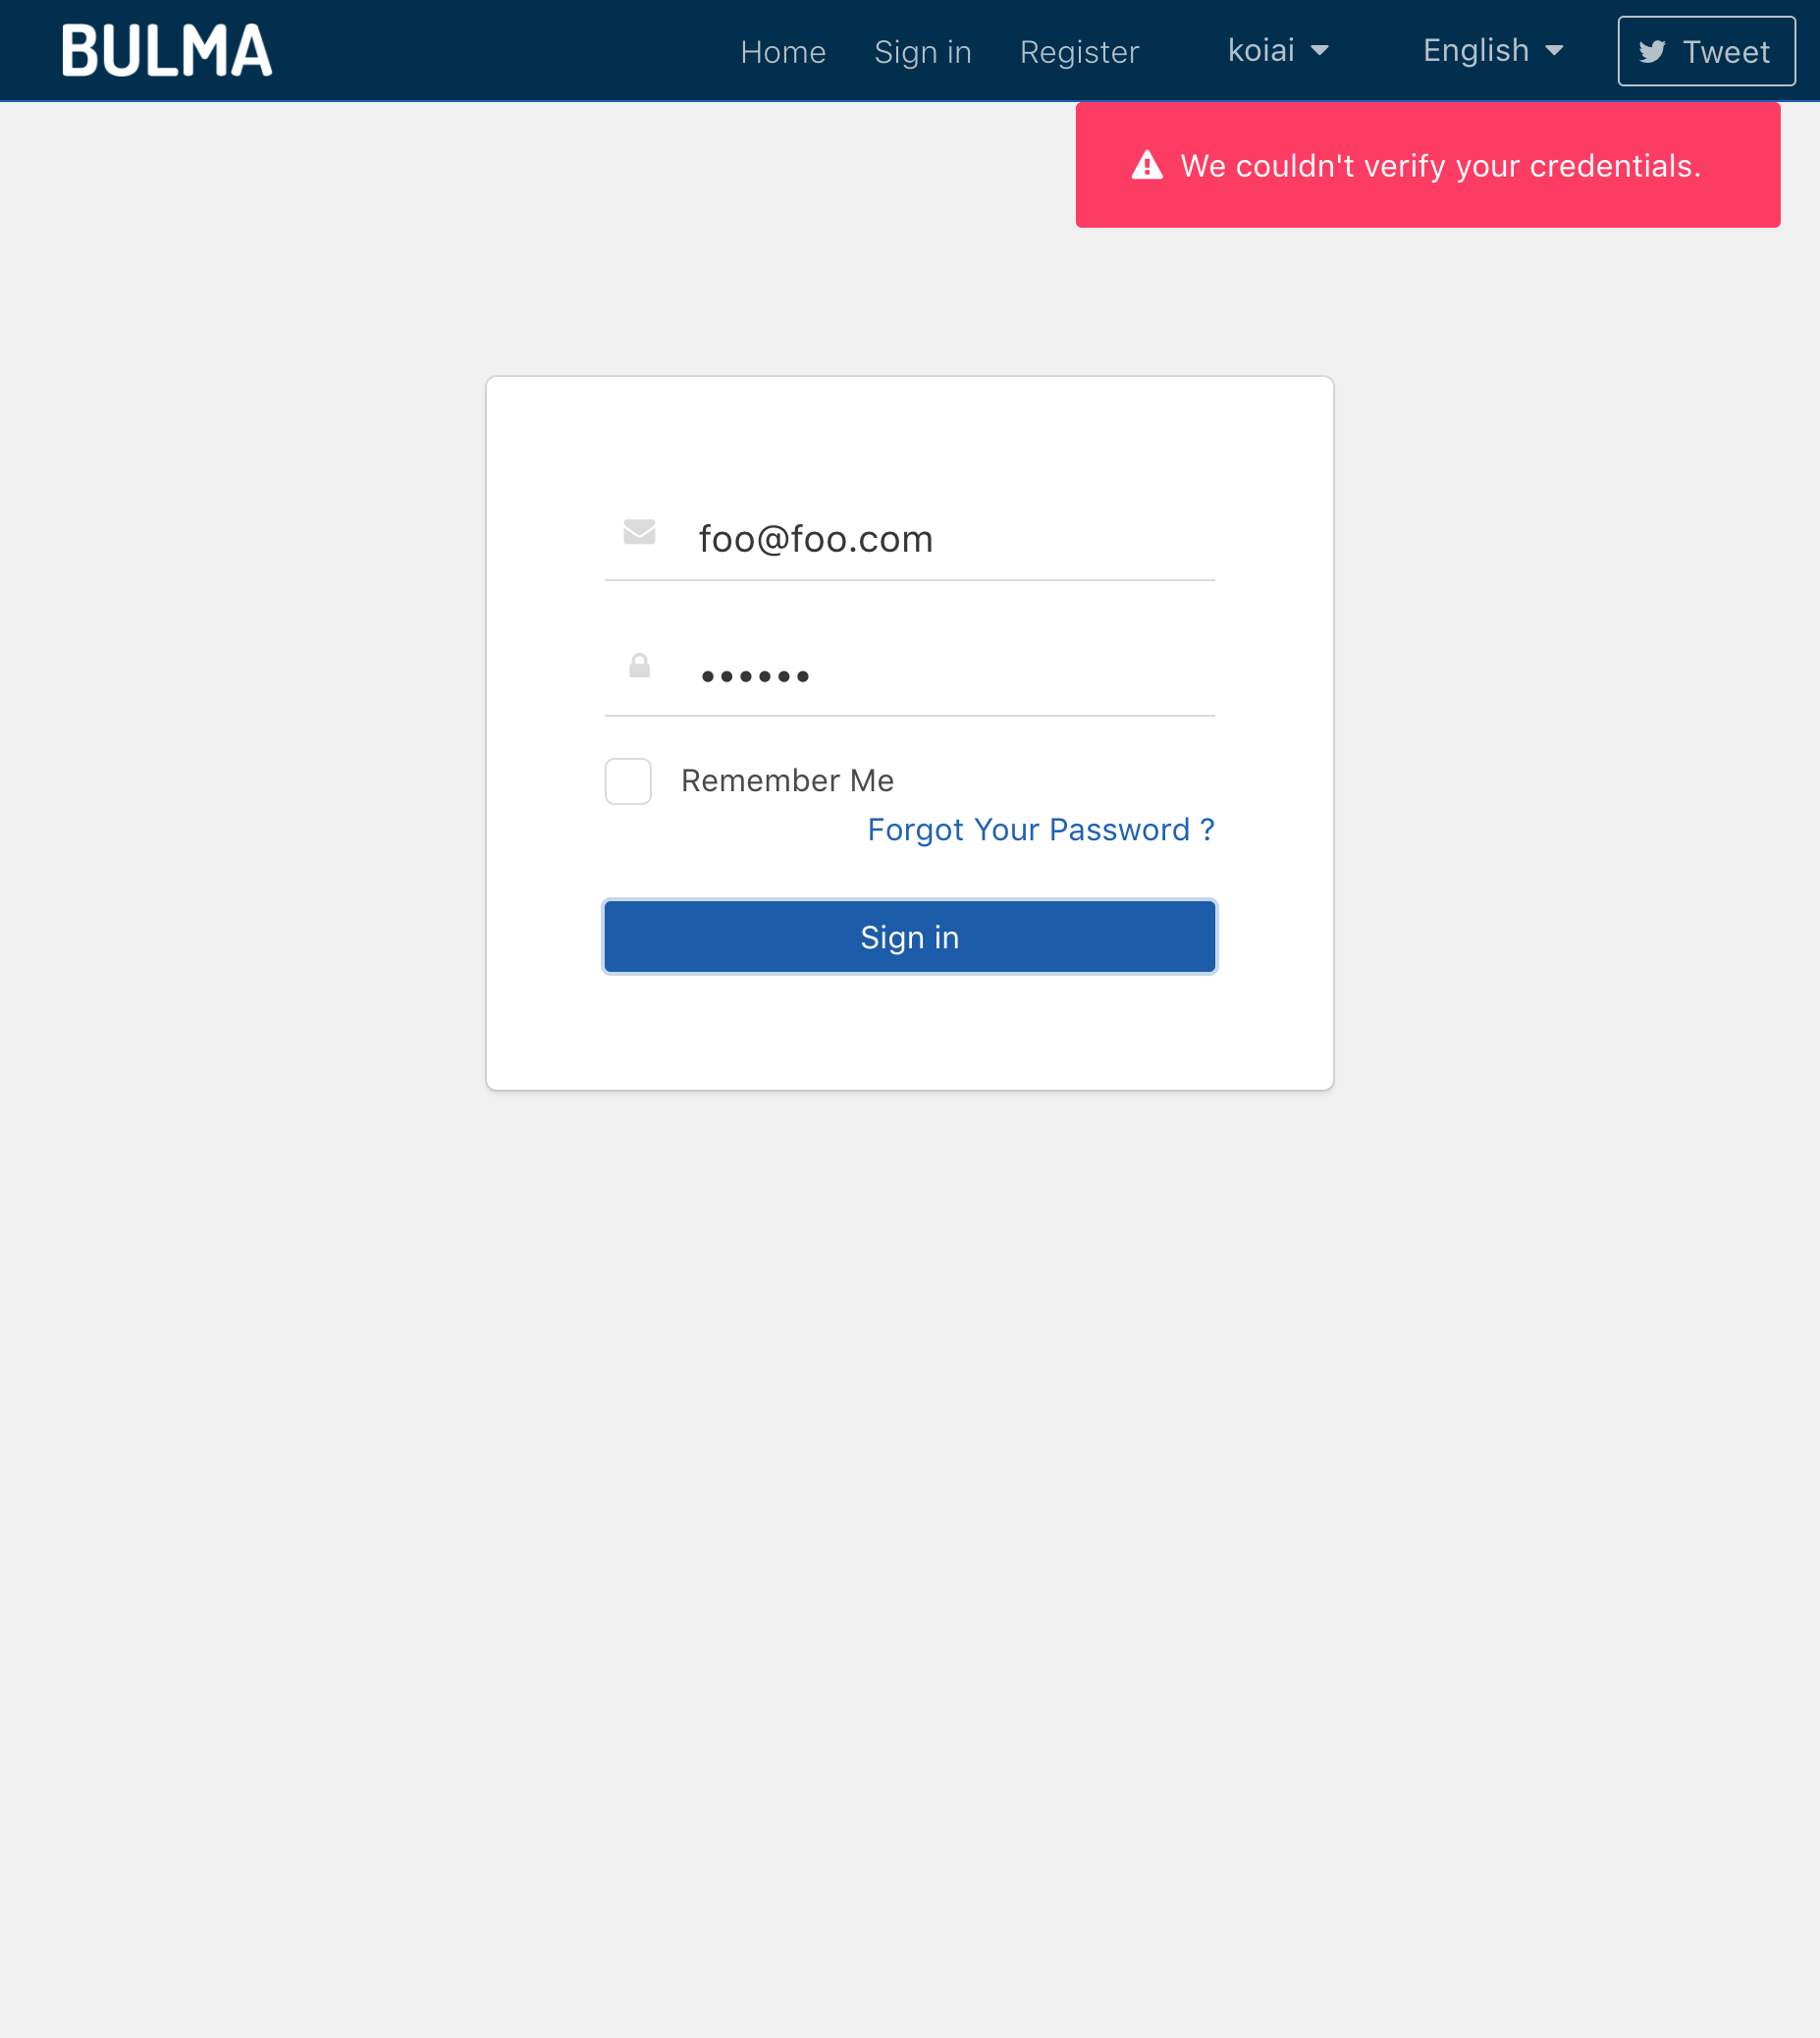 BULMA Home Sign in Register koiai English Tweet
We couldn't verify your credentials.
foo@foo.com
••••••
Remember Me
Forgot Your Password ?
Sign in